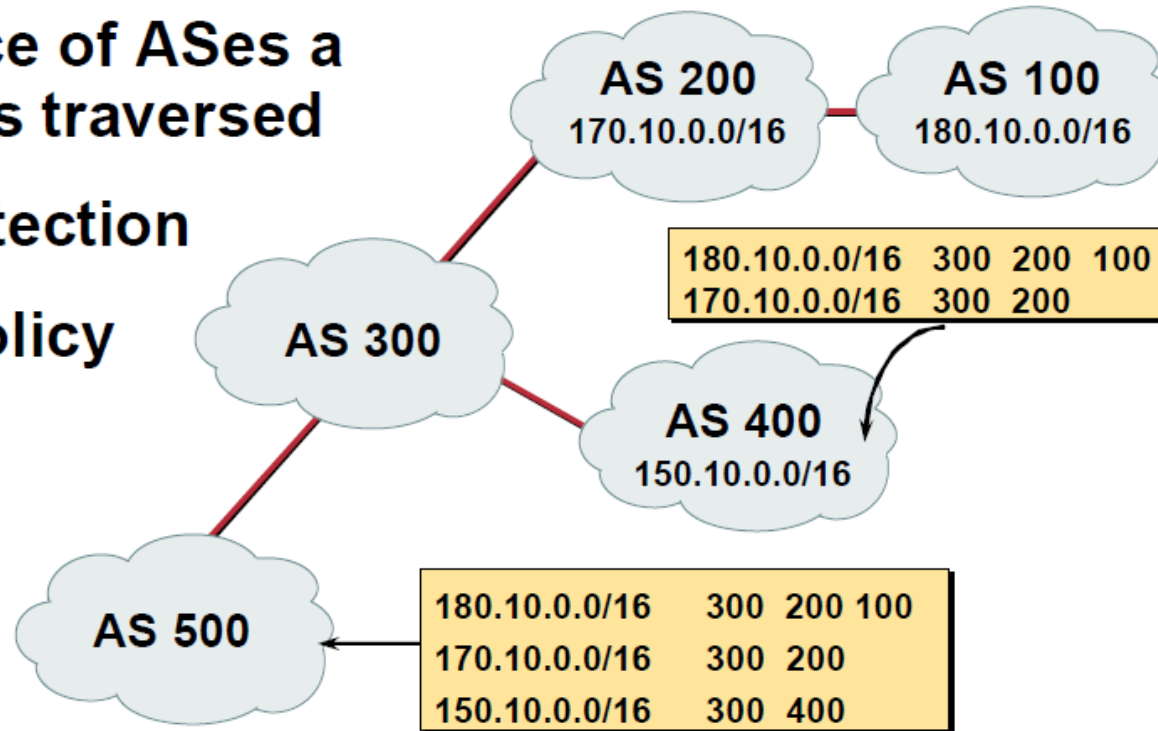 ce of ASes a
s traversed
tection
olicy
AS 200
170.10.0.0/16
AS 100
180.10.0.0/16
180.10.0.0/16 300 200 100
170.10.0.0/16 300 200
AS 300
AS 400
150.10.0.0/16
AS 500
180.10.0.0/16 300 200 100
170.10.0.0/16 300 200
150.10.0.0/16 300 400